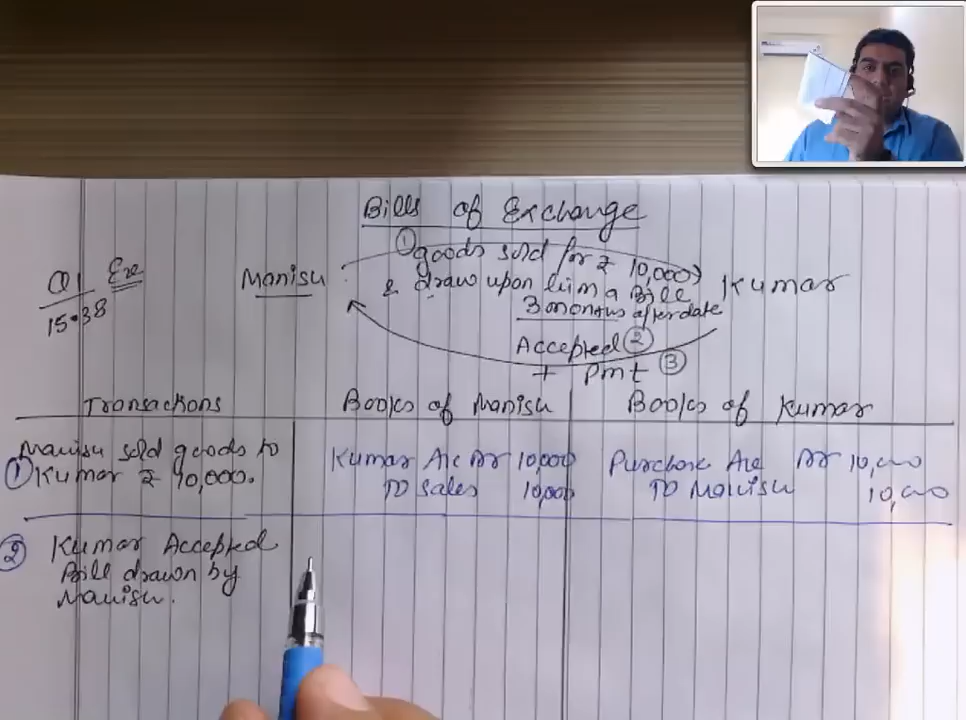 Bills of Exchange
Q1 Exe
15.38
Manish
① goods sold for ₹ 10,000
& draw upon him a Bill
3 months after date
Kumar
Accepted ②
+ Pmt ③
Transactions
Books of Manish
Books of Kumar
Manish sold goods to
① Kumar ₹ 10,000.
Kumar A/c Dr 10,000
TO Sales 10,000
Purchase A/c Dr 10,000
TO Manish 10,000
② Kumar Accepted
Bill drawn by
Manish.